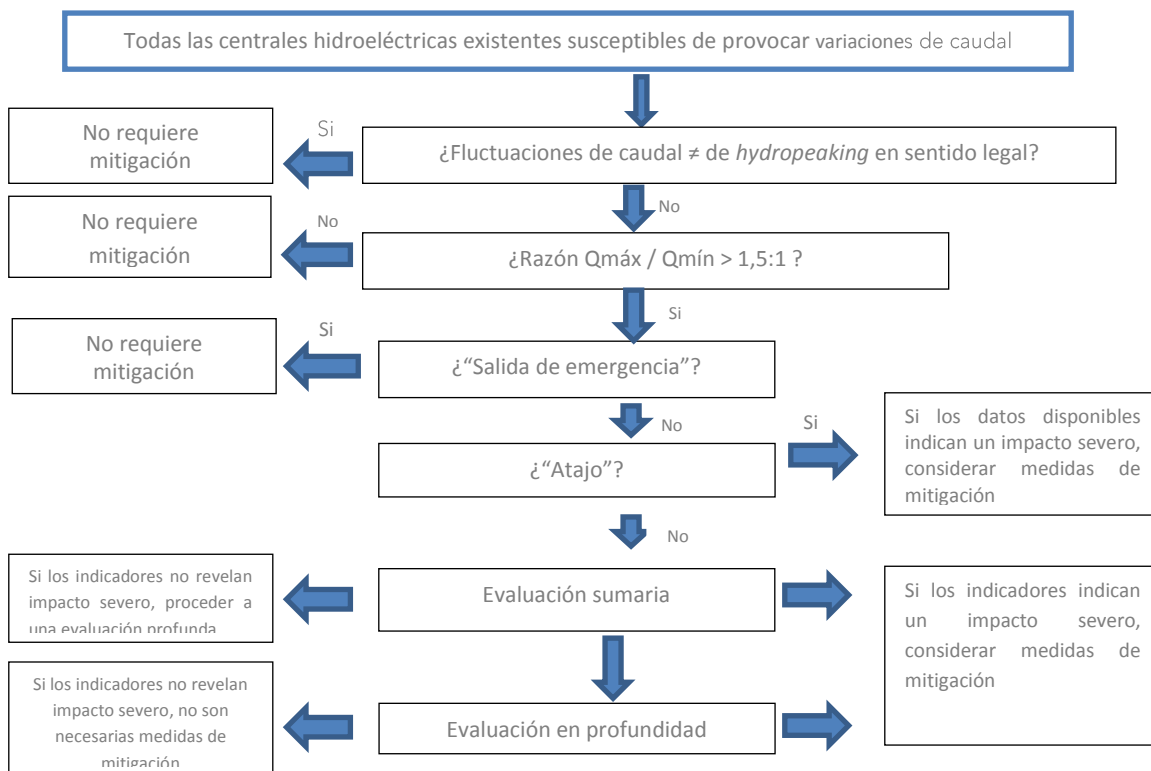 Todas las centrales hidroeléctricas existentes susceptibles de provocar variaciones de caudal
No requiere
mitigación
Si
¿Fluctuaciones de caudal ≠ de hydropeaking en sentido legal?
No
No requiere
mitigación
No
¿Razón Qmáx / Qmín > 1,5:1 ?
Si
No requiere
mitigación
Si
¿“Salida de emergencia”?
No
¿“Atajo”?
Si
Si los datos disponibles
indican un impacto severo,
considerar medidas de
mitigación
No
Si los indicadores no revelan
impacto severo, proceder a
una evaluación profunda
Evaluación sumaria
Si los indicadores indican
un impacto severo,
considerar medidas de
mitigación
Si los indicadores no revelan
impacto severo, no son
necesarias medidas de
mitigación
Evaluación en profundidad